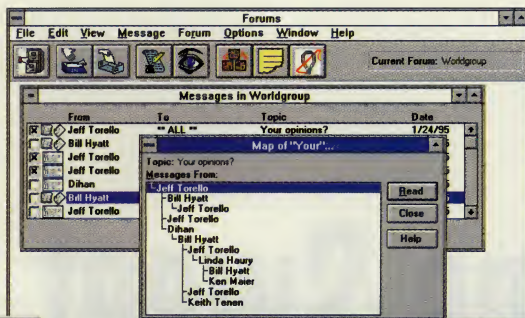 Forums
File Edit View Message Forum Options Window Help
Current Forum: Worldgroup
Messages in Worldgroup
From To Topic Date
Jeff Torello ** ALL ** Your opinions? 1/24/95
Bill Hyatt
Jeff Torello
Jeff Torello
Dihan
Bill Hyatt
Jeff Torello
Map of "Your"...
Topic: Your opinions?
Messages From:
Jeff Torello
Bill Hyatt
Jeff Torello
Jeff Torello
Dihan
Bill Hyatt
Jeff Torello
Linda Haury
Bill Hyatt
Ken Maier
Jeff Torello
Keith Tenen
Read
Close
Help